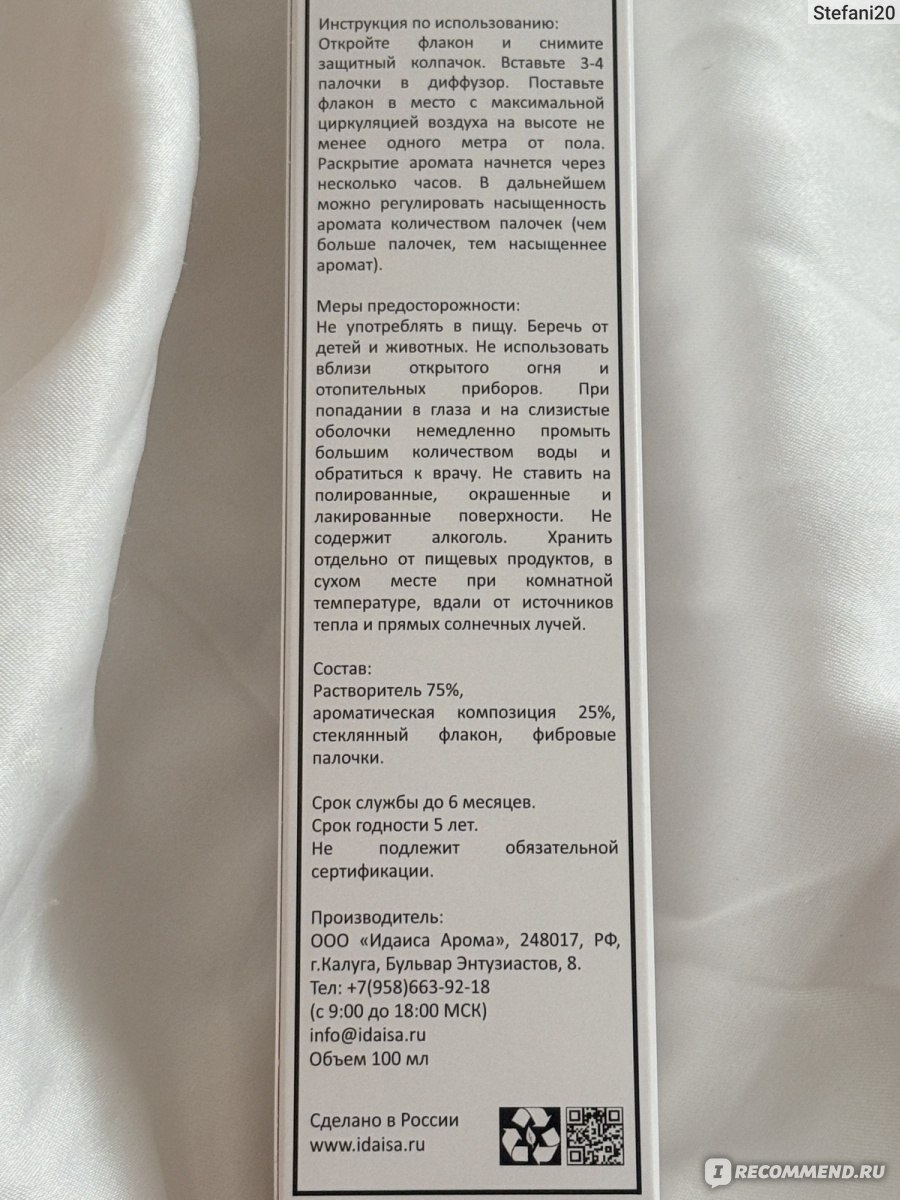 Stefani20
Инструкция по использованию:
Откройте флакон и снимите
защитный колпачок. Вставьте 3-4
палочки в диффузор. Поставьте
флакон в место с максимальной
циркуляцией воздуха на высоте не
менее одного метра от пола.
Раскрытие аромата начнется через
несколько часов. В дальнейшем
можно регулировать насыщенность
аромата количеством палочек (чем
больше палочек, тем насыщеннее
аромат).
Меры предосторожности:
Не употреблять в пищу. Беречь от
детей и животных. Не использовать
вблизи открытого огня и
отопительных приборов. При
попадании в глаза и на слизистые
оболочки немедленно промыть
большим количеством воды и
обратиться к врачу. Не ставить на
полированные, окрашенные и
лакированные поверхности. Не
содержит алкоголь. Хранить
отдельно от пищевых продуктов, в
сухом месте при комнатной
температуре, вдали от источников
тепла и прямых солнечных лучей.
Состав:
Растворитель 75%,
ароматическая композиция 25%,
стеклянный флакон, фибровые
палочки.
Срок службы до 6 месяцев.
Срок годности 5 лет.
Не подлежит обязательной
сертификации.
Производитель:
ООО «Идаиса Арома», 248017, РФ,
г.Калуга, Бульвар Энтузиастов, 8.
Тел: +7(958)663-92-18
(с 9:00 до 18:00 МСК)
info@idaisa.ru
Объем 100 мл
Сделано в России
www.idaisa.ru
I RECOMMEND.RU